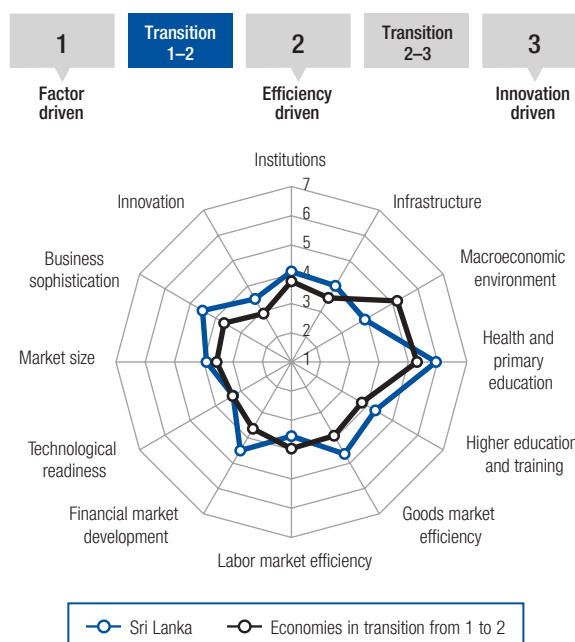 1
Transition
1–2
2
Transition
2–3
3
Factor
driven
Efficiency
driven
Innovation
driven
Institutions
Infrastructure
Macroeconomic
environment
Health and
primary
education
Higher education
and training
Goods market
efficiency
Labor market efficiency
Financial market
development
Technological
readiness
Market size
Business
sophistication
Innovation
7
6
5
4
3
2
1
Sri Lanka
Economies in transition from 1 to 2